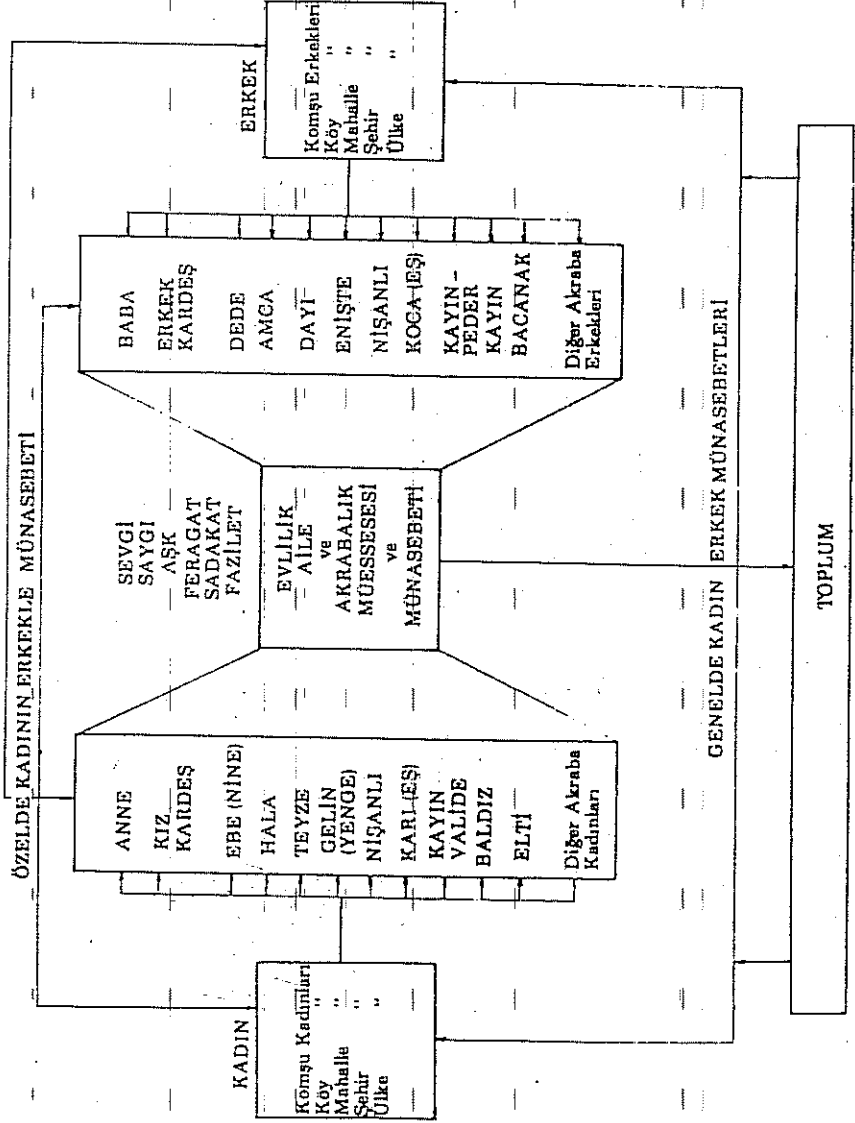 ÖZELDE KADININ ERKEKLE MÜNASEBETİ
KADIN
Komşu Kadınları
Köy "
Mahalle "
Şehir "
Ülke "
ANNE
KIZ
KARDEŞ
EBE (NİNE)
HALA
TEYZE
GELİN
(YENGE)
NİŞANLI
KARI (EŞ)
KAYIN
VALİDE
BALDIZ
ELTİ
Diğer Akraba
Kadınları
SEVGİ
SAYGI
AŞK
FERAGAT
SADAKAT
FAZİLET
EVLİLİK
AİLE
ve
AKRABALIK
MÜESSESESİ
ve
MÜNASEBETİ
BABA
ERKEK
KARDEŞ
DEDE
AMCA
DAYI
ENİŞTE
NİŞANLI
KOCA (EŞ)
KAYIN-
PEDER
KAYIN
BACANAK
Diğer Akraba
Erkekleri
ERKEK
Komşu Erkekleri
Köy "
Mahalle "
Şehir "
Ülke "
GENELDE KADIN ERKEK MÜNASEBETLERİ
TOPLUM